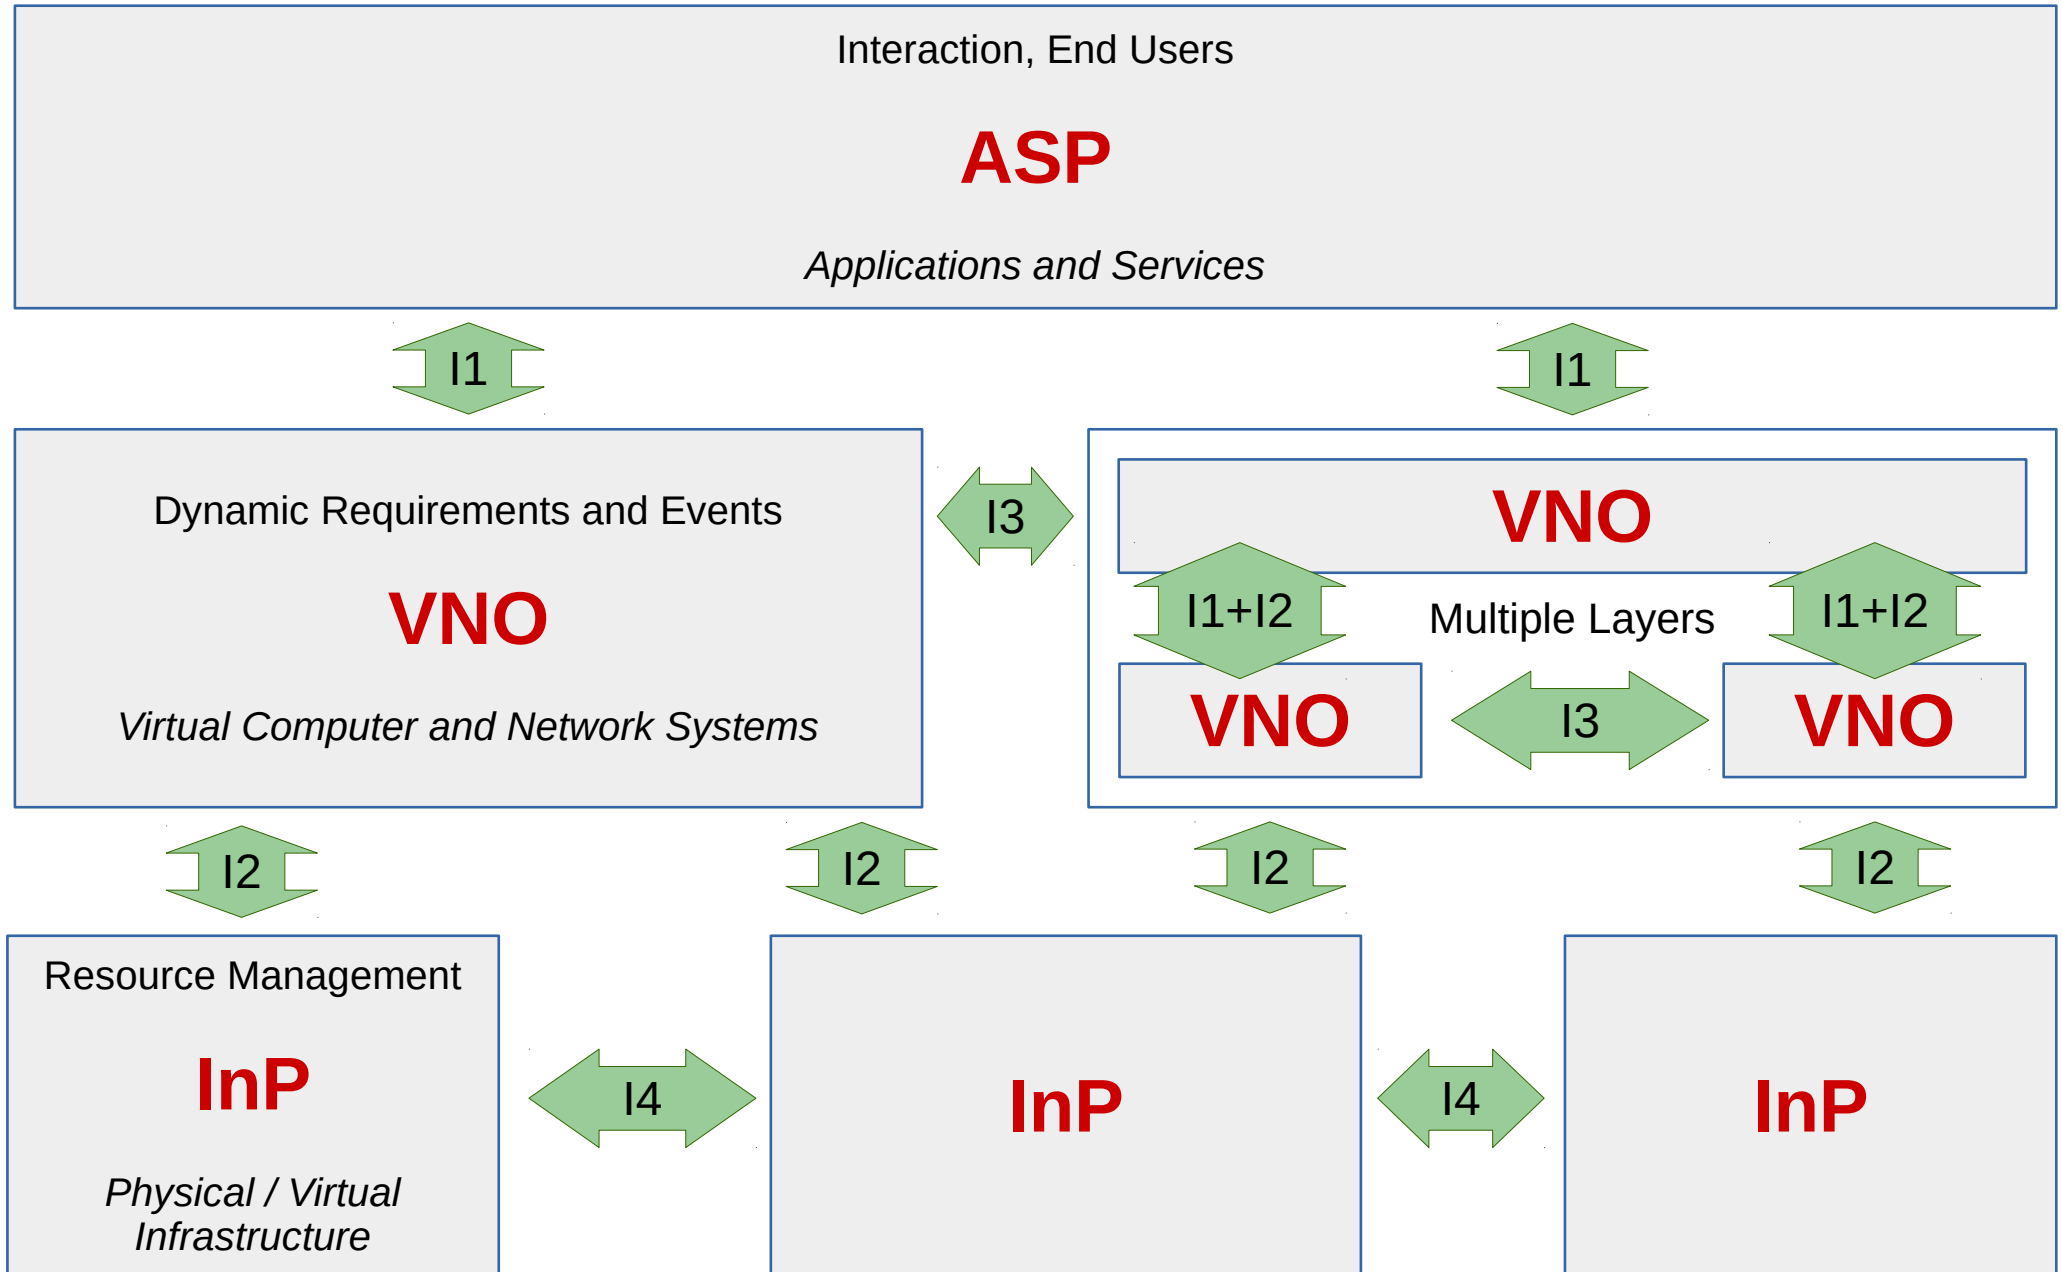 Interaction, End Users
ASP
Applications and Services
I1
I1
Dynamic Requirements and Events
VNO
Virtual Computer and Network Systems
I3
VNO
I1+I2
Multiple Layers
I1+I2
VNO
I3
VNO
I2
I2
I2
I2
Resource Management
InP
Physical / Virtual
Infrastructure
I4
InP
I4
InP